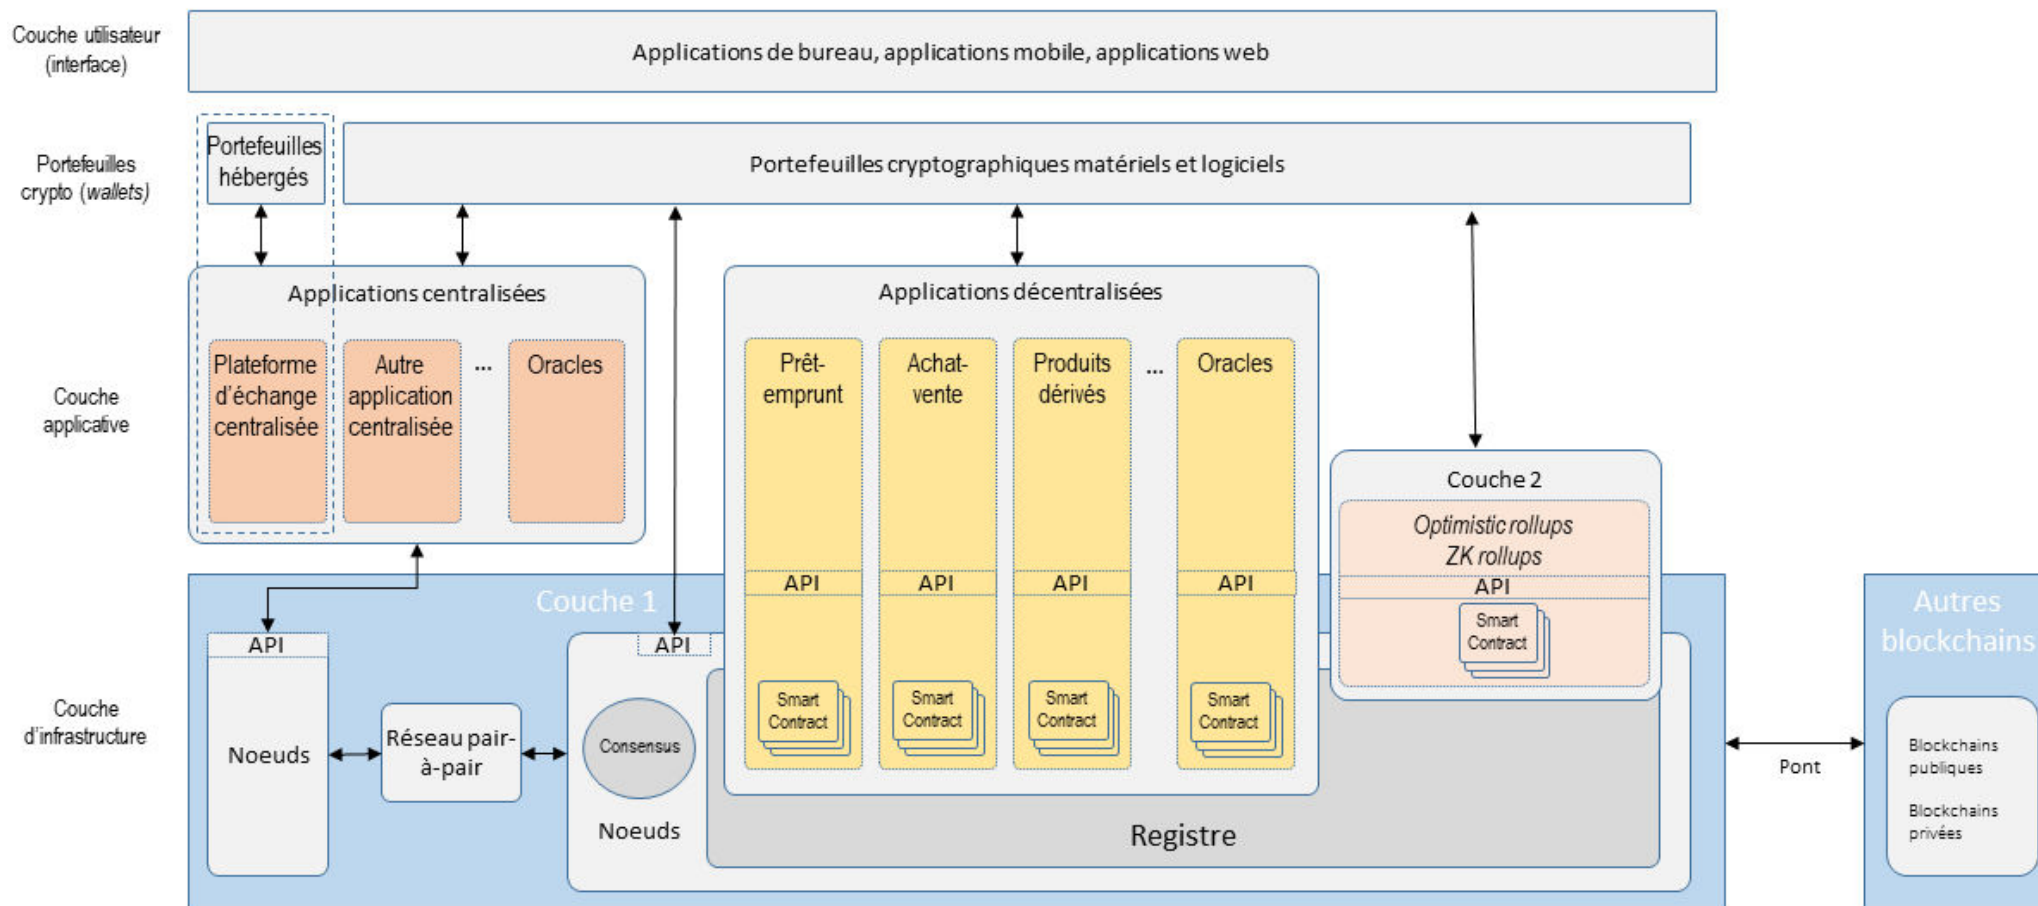 Couche utilisateur
(interface)
Applications de bureau, applications mobile, applications web
Portefeuilles
crypto (wallets)
Portefeuilles
hébergés
Portefeuilles cryptographiques matériels et logiciels
Couche
applicative
Applications centralisées
Plateforme
d'échange
centralisée
Autre
application
centralisée
...
Oracles
Applications décentralisées
Prêt-
emprunt
Achat-
vente
Produits
dérivés
...
Oracles
API
API
API
API
Smart
Contract
Smart
Contract
Smart
Contract
Smart
Contract
Couche 2
Optimistic rollups
ZK rollups
API
Smart
Contract
Couche
d'infrastructure
Couche 1
API
Noeuds
Réseau pair-
à-pair
API
Consensus
Noeuds
Registre
Pont
Autres
blockchains
Blockchains
publiques
Blockchains
privées